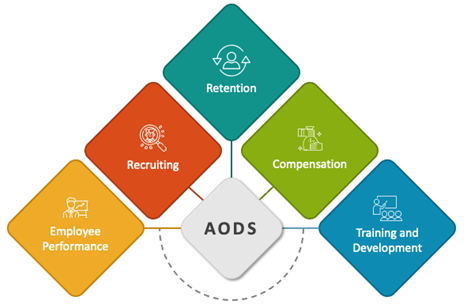 Retention
Recruiting
Compensation
Employee
Performance
AODS
Training and
Development